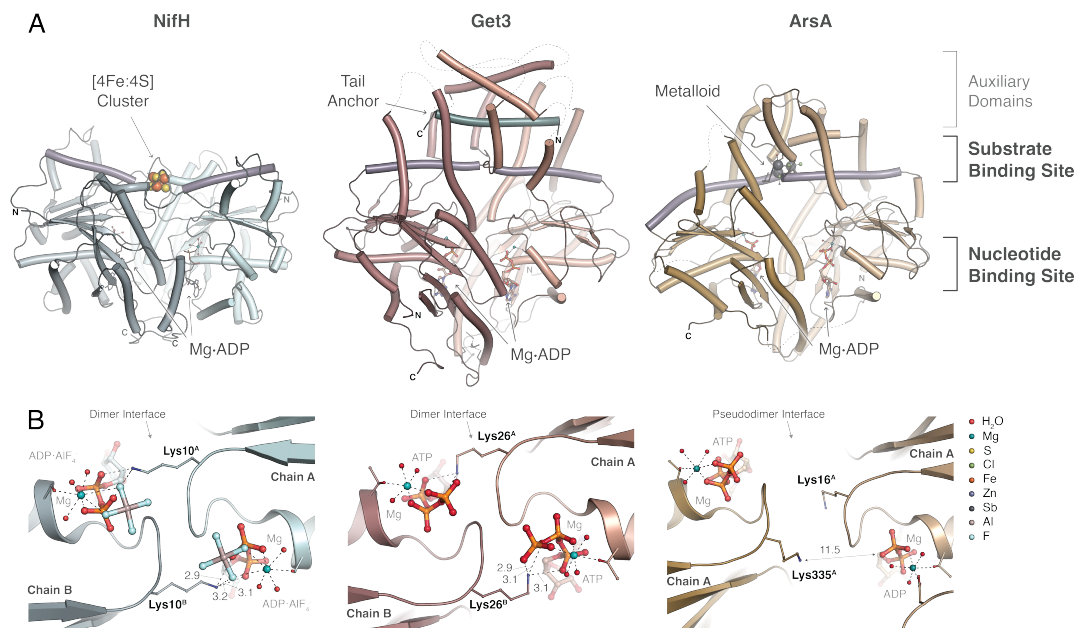 A
NifH
Get3
ArsA
[4Fe:4S]
Cluster
N
N
C
C
Mg·ADP
Tail
Anchor
C
N
N
N
C
Mg·ADP
Metalloid
N
C
Mg·ADP
Auxiliary
Domains
Substrate
Binding Site
Nucleotide
Binding Site
B
Dimer Interface
ADP·AlF₄
Lys10ᴬ
Chain A
Mg
Mg
2.9
3.2
3.1
Chain B
Lys10ᴮ
ADP·AlF₄
Dimer Interface
Lys26ᴬ
ATP
Chain A
Mg
Mg
2.9
3.1
3.1
ATP
Chain B
Lys26ᴮ
Pseudodimer Interface
ATP
Chain A
Mg
Lys16ᴬ
Mg
11.5
Chain A
Lys335ᴬ
ADP
H₂O
Mg
S
Cl
Fe
Zn
Sb
Al
F